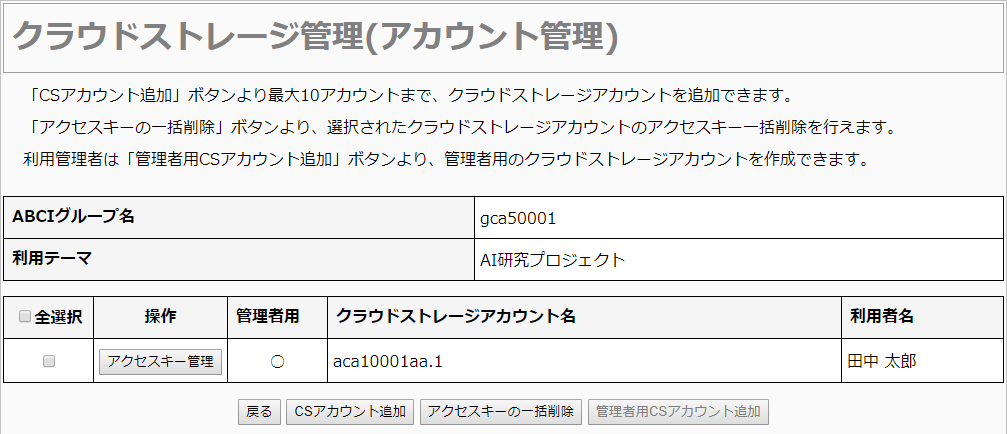 クラウドストレージ管理(アカウント管理)
「CSアカウント追加」ボタンより最大10アカウントまで、クラウドストレージアカウントを追加できます。
「アクセスキーの一括削除」ボタンより、選択されたクラウドストレージアカウントのアクセスキー一括削除を行えます。
利用管理者は「管理者用CSアカウント追加」ボタンより、管理者用のクラウドストレージアカウントを作成できます。
ABCIグループ名 gca50001
利用テーマ AI研究プロジェクト
全選択 操作 管理者用 クラウドストレージアカウント名 利用者名
アクセスキー管理 〇 aca10001aa.1 田中 太郎
戻る CSアカウント追加 アクセスキーの一括削除 管理者用CSアカウント追加